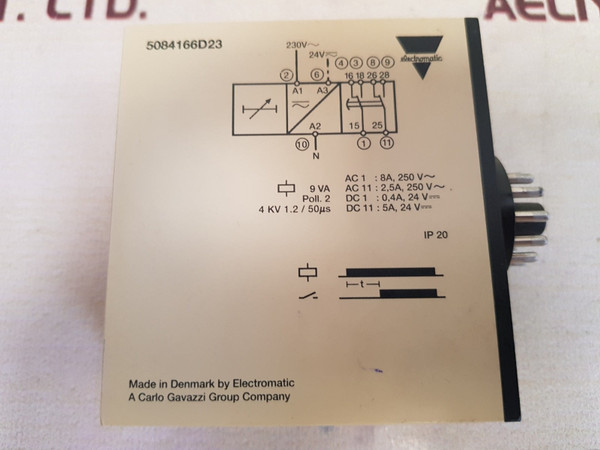 T. LTD.
5084166D23
electromatic
230V~
24V
② ⑥ ④ ③ ⑧ ⑨
16 18 26 28
A1 A3
A2 15 25
⑩ ① ⑪
N
9 VA
Poll. 2
4 KV 1.2 / 50µs
AC 1 : 8A, 250 V~
AC 11 : 2,5A, 250 V~
DC 1 : 0,4A, 24 V⎓
DC 11 : 5A, 24 V⎓
IP 20
t
Made in Denmark by Electromatic
A Carlo Gavazzi Group Company